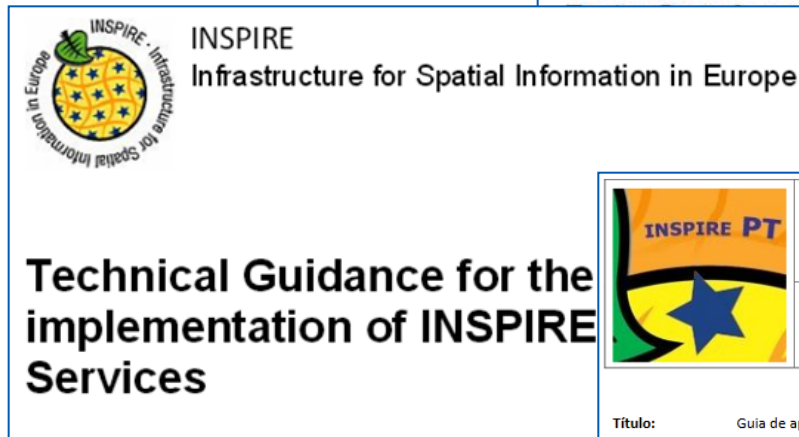 INSPIRE · Infrastructure for Spatial Information in Europe
INSPIRE
Infrastructure for Spatial Information in Europe
Technical Guidance for the
implementation of INSPIRE
Services
INSPIRE PT
Título: Guia de